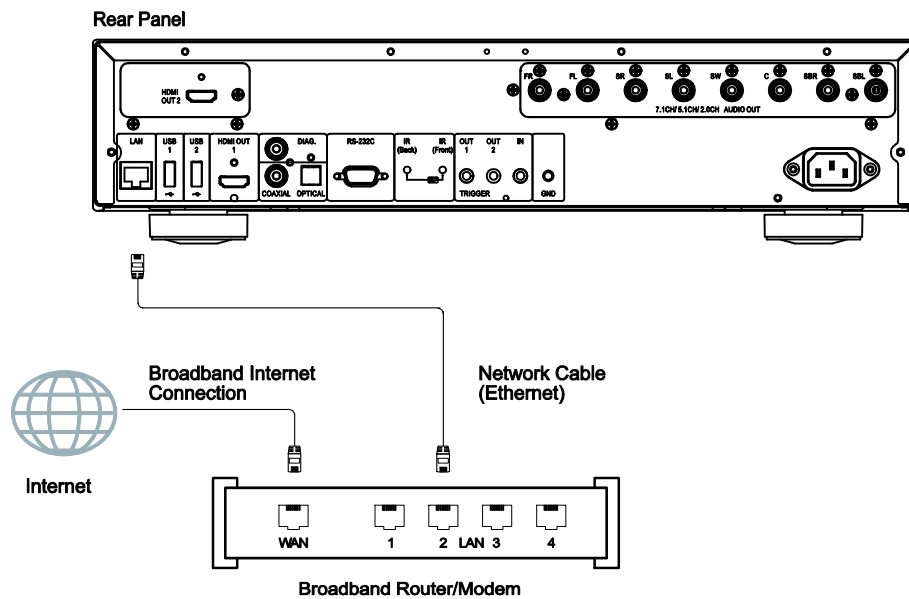 Rear Panel
HDMI
OUT 2
FR FL SR SL SW C SBR SBL
7.1CH/ 5.1CH/ 2.0CH AUDIO OUT
LAN
USB
1
USB
2
HDMI OUT
1
DIAG.
COAXIAL OPTICAL
RS-232C
IR
(Back)
IR
(Front)
OUT
1
OUT
2
IN
TRIGGER
GND
Broadband Internet
Connection
Network Cable
(Ethernet)
Internet
WAN 1 2 LAN 3 4
Broadband Router/Modem